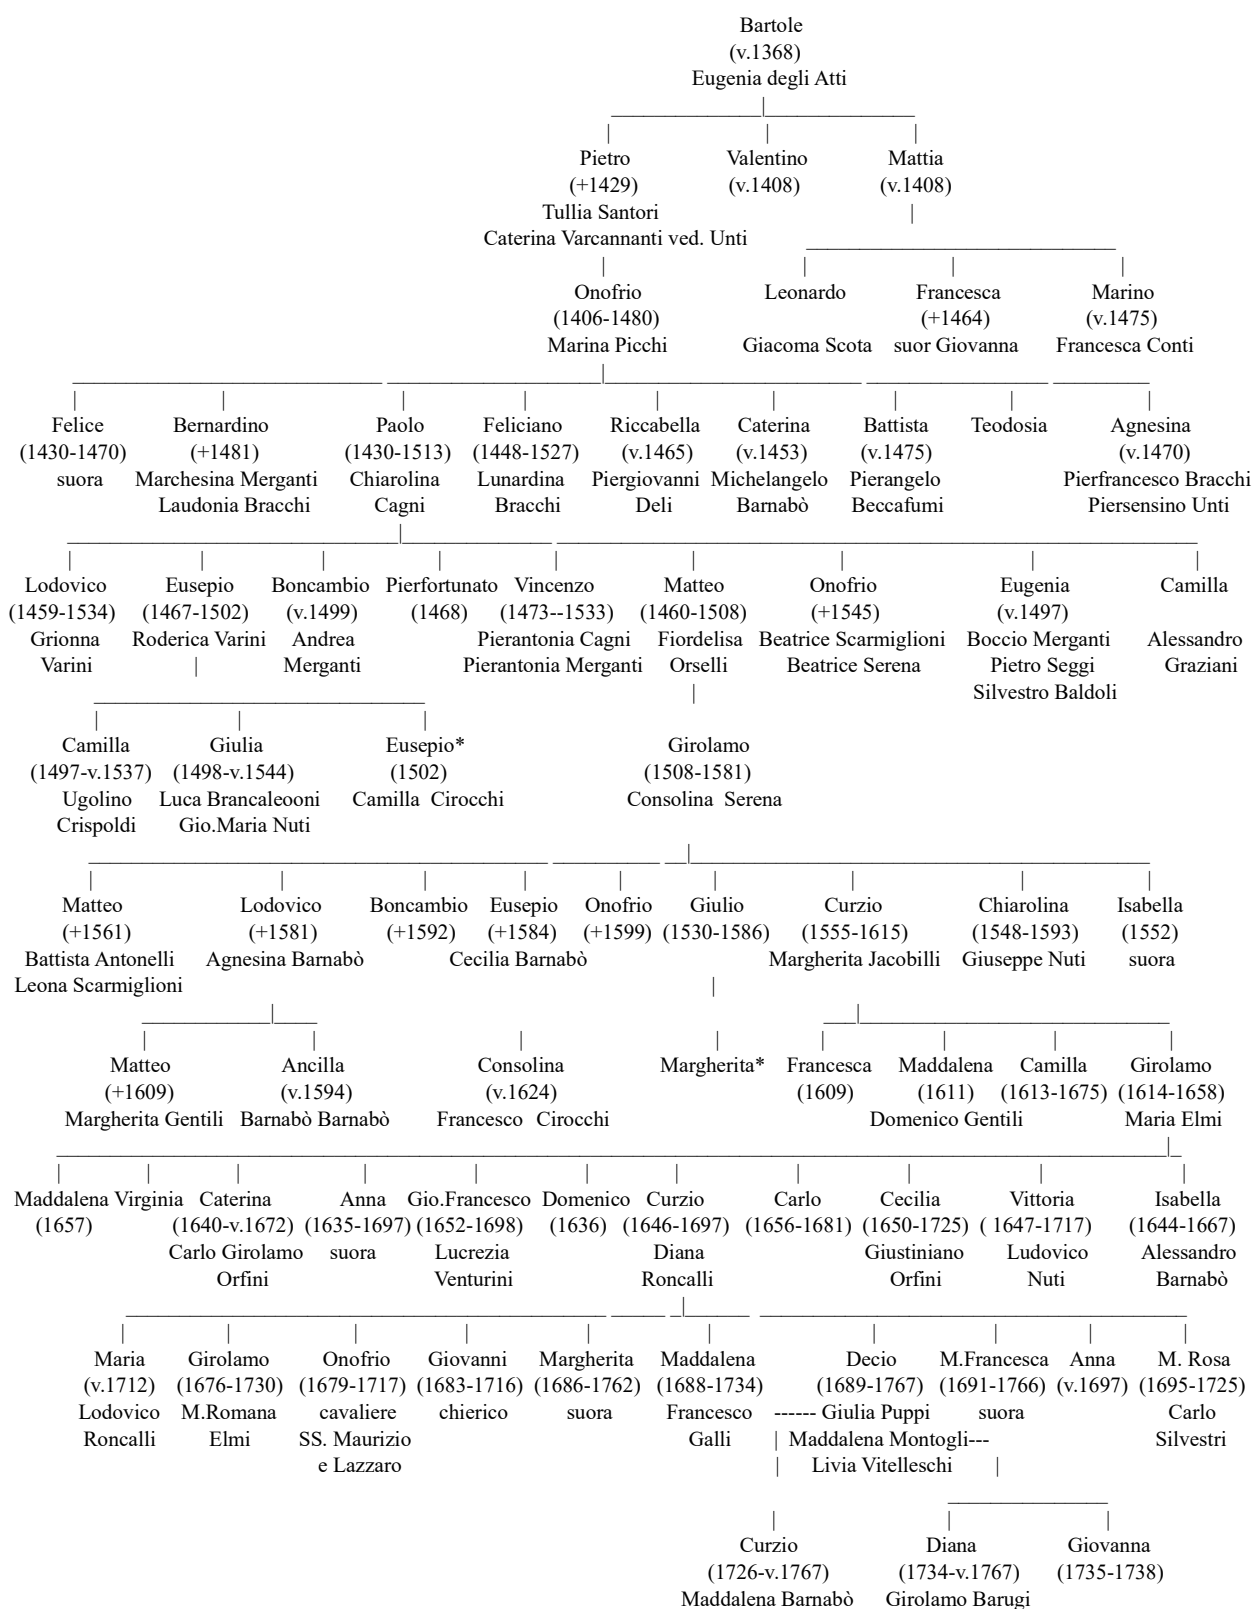 Bartole
(v.1368)
Eugenia degli Atti
Pietro Valentino Mattia
(+1429) (v.1408) (v.1408)
Tullia Santori
Caterina Varcannanti ved. Unti
Onofrio Leonardo Francesca Marino
(1406-1480) (+1464) (v.1475)
Marina Picchi Giacoma Scota suor Giovanna Francesca Conti
Felice Bernardino Paolo Feliciano Riccabella Caterina Battista Teodosia Agnesina
(1430-1470) (+1481) (1430-1513) (1448-1527) (v.1465) (v.1453) (v.1475) (v.1470)
suora Marchesina Merganti Chiarolina Lunardina Piergiovanni Michelangelo Pierangelo Pierfrancesco Bracchi
Laudonia Bracchi Cagni Bracchi Deli Barnabò Beccafumi Piersensino Unti
Lodovico Eusepio Boncambio Pierfortunato Vincenzo Matteo Onofrio Eugenia Camilla
(1459-1534) (1467-1502) (v.1499) (1468) (1473--1533) (1460-1508) (+1545) (v.1497)
Grionna Roderica Varini Andrea Pierantonia Cagni Fiordelisa Beatrice Scarmiglioni Boccio Merganti Alessandro
Varini Merganti Pierantonia Merganti Orselli Beatrice Serena Pietro Seggi Graziani
Silvestro Baldoli
Camilla Giulia Eusepio* Girolamo
(1497-v.1537) (1498-v.1544) (1502) (1508-1581)
Ugolino Luca Brancaleooni Camilla Cirocchi Consolina Serena
Crispoldi Gio.Maria Nuti
Matteo Lodovico Boncambio Eusepio Onofrio Giulio Curzio Chiarolina Isabella
(+1561) (+1581) (+1592) (+1584) (+1599) (1530-1586) (1555-1615) (1548-1593) (1552)
Battista Antonelli Agnesina Barnabò Cecilia Barnabò Margherita Jacobilli Giuseppe Nuti suora
Leona Scarmiglioni
Matteo Ancilla Consolina Margherita* Francesca Maddalena Camilla Girolamo
(+1609) (v.1594) (v.1624) (1609) (1611) (1613-1675) (1614-1658)
Margherita Gentili Barnabò Barnabò Francesco Cirocchi Domenico Gentili Maria Elmi
Maddalena Virginia Caterina Anna Gio.Francesco Domenico Curzio Carlo Cecilia Vittoria Isabella
(1657) (1640-v.1672) (1635-1697) (1652-1698) (1636) (1646-1697) (1656-1681) (1650-1725) ( 1647-1717) (1644-1667)
Carlo Girolamo suora Lucrezia Diana Giustiniano Ludovico Alessandro
Orfini Venturini Roncalli Orfini Nuti Barnabò
Maria Girolamo Onofrio Giovanni Margherita Maddalena Decio M.Francesca Anna M. Rosa
(v.1712) (1676-1730) (1679-1717) (1683-1716) (1686-1762) (1688-1734) (1689-1767) (1691-1766) (v.1697) (1695-1725)
Lodovico M.Romana cavaliere chierico suora Francesco ------ Giulia Puppi suora Carlo
Roncalli Elmi SS. Maurizio Galli | Maddalena Montogli--- Silvestri
e Lazzaro | Livia Vitelleschi |
Curzio Diana Giovanna
(1726-v.1767) (1734-v.1767) (1735-1738)
Maddalena Barnabò Girolamo Barugi